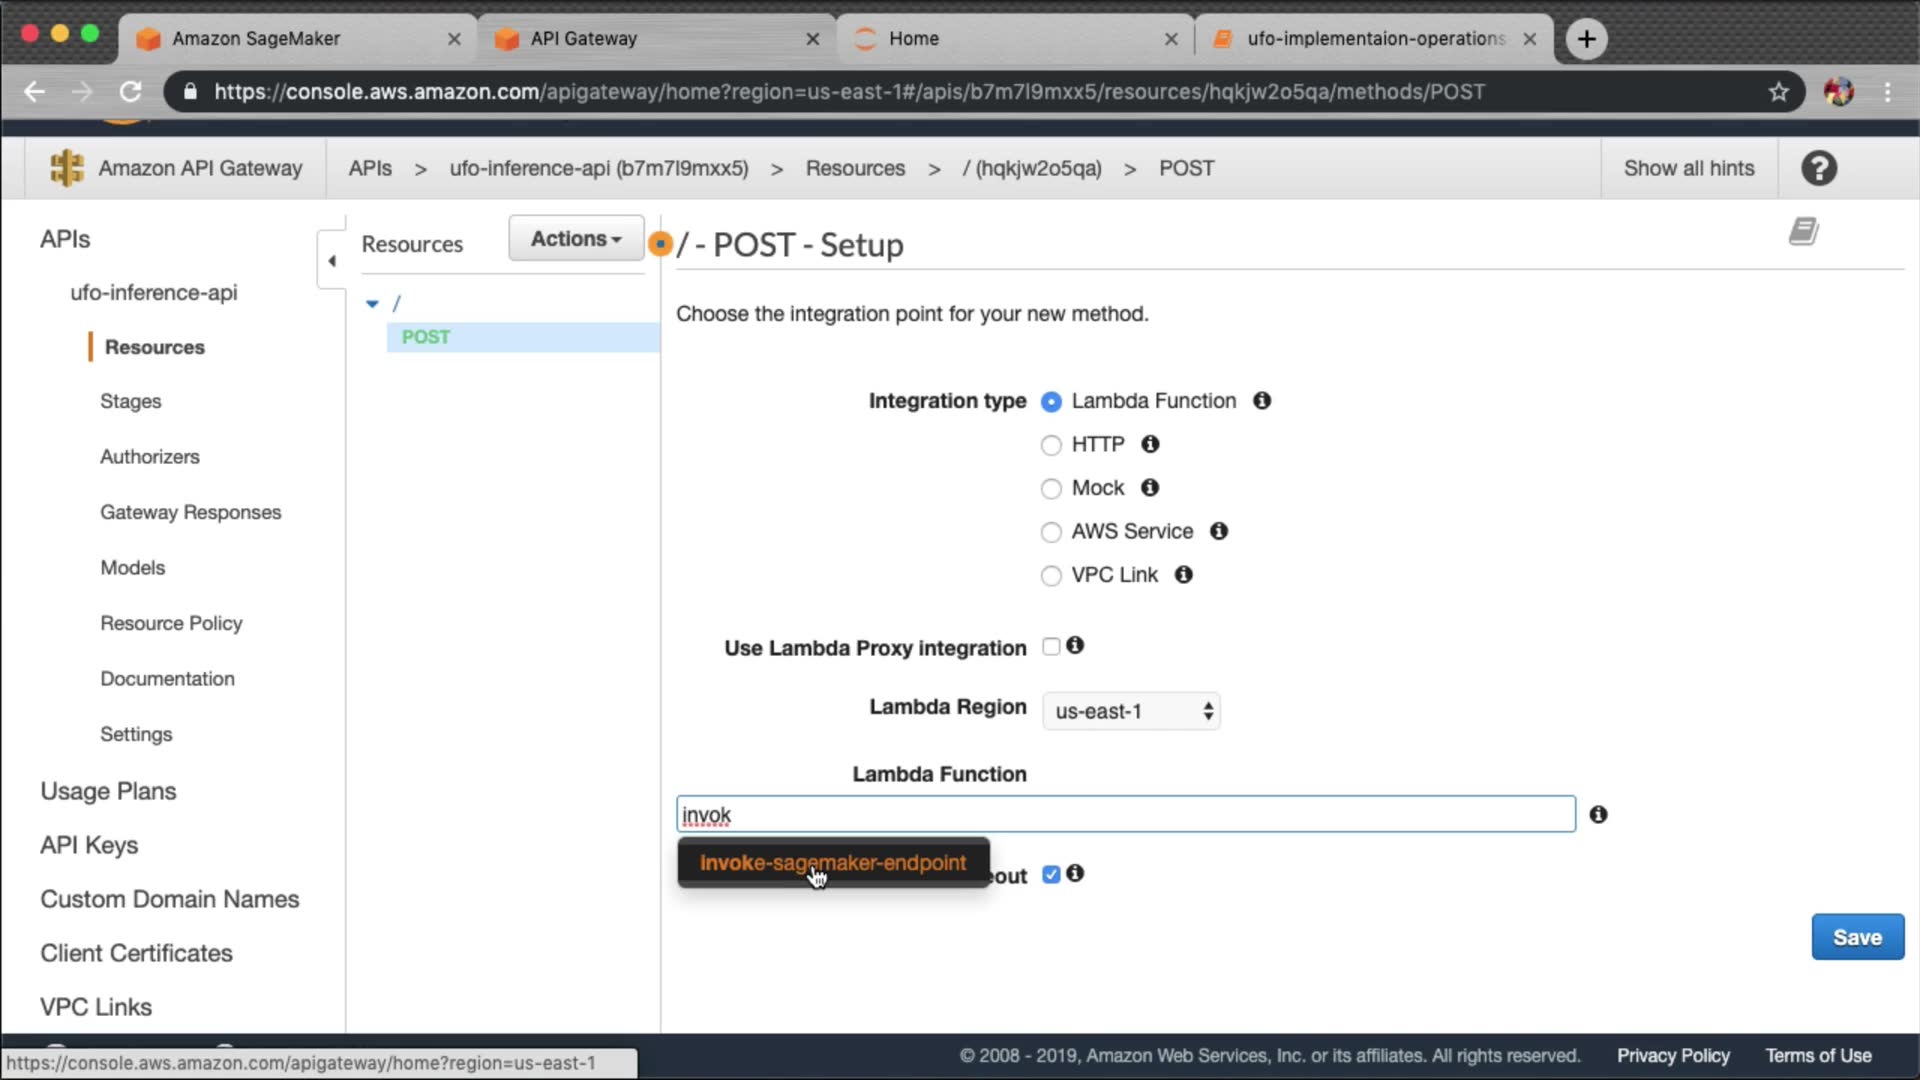 Amazon SageMaker
API Gateway
Home
ufo-implementaion-operations
https://console.aws.amazon.com/apigateway/home?region=us-east-1#/apis/b7m7l9mxx5/resources/hqkjw2o5qa/methods/POST
Amazon API Gateway
APIs > ufo-inference-api (b7m7l9mxx5) > Resources > / (hqkjw2o5qa) > POST
Show all hints
APIs
ufo-inference-api
Resources
Stages
Authorizers
Gateway Responses
Models
Resource Policy
Documentation
Settings
Usage Plans
API Keys
Custom Domain Names
Client Certificates
VPC Links
Resources
Actions
/
POST
/ - POST - Setup
Choose the integration point for your new method.
Integration type
Lambda Function
HTTP
Mock
AWS Service
VPC Link
Use Lambda Proxy integration
Lambda Region us-east-1
Lambda Function
invok
invoke-sagemaker-endpoint
Save
https://console.aws.amazon.com/apigateway/home?region=us-east-1
© 2008 - 2019, Amazon Web Services, Inc. or its affiliates. All rights reserved.
Privacy Policy
Terms of Use